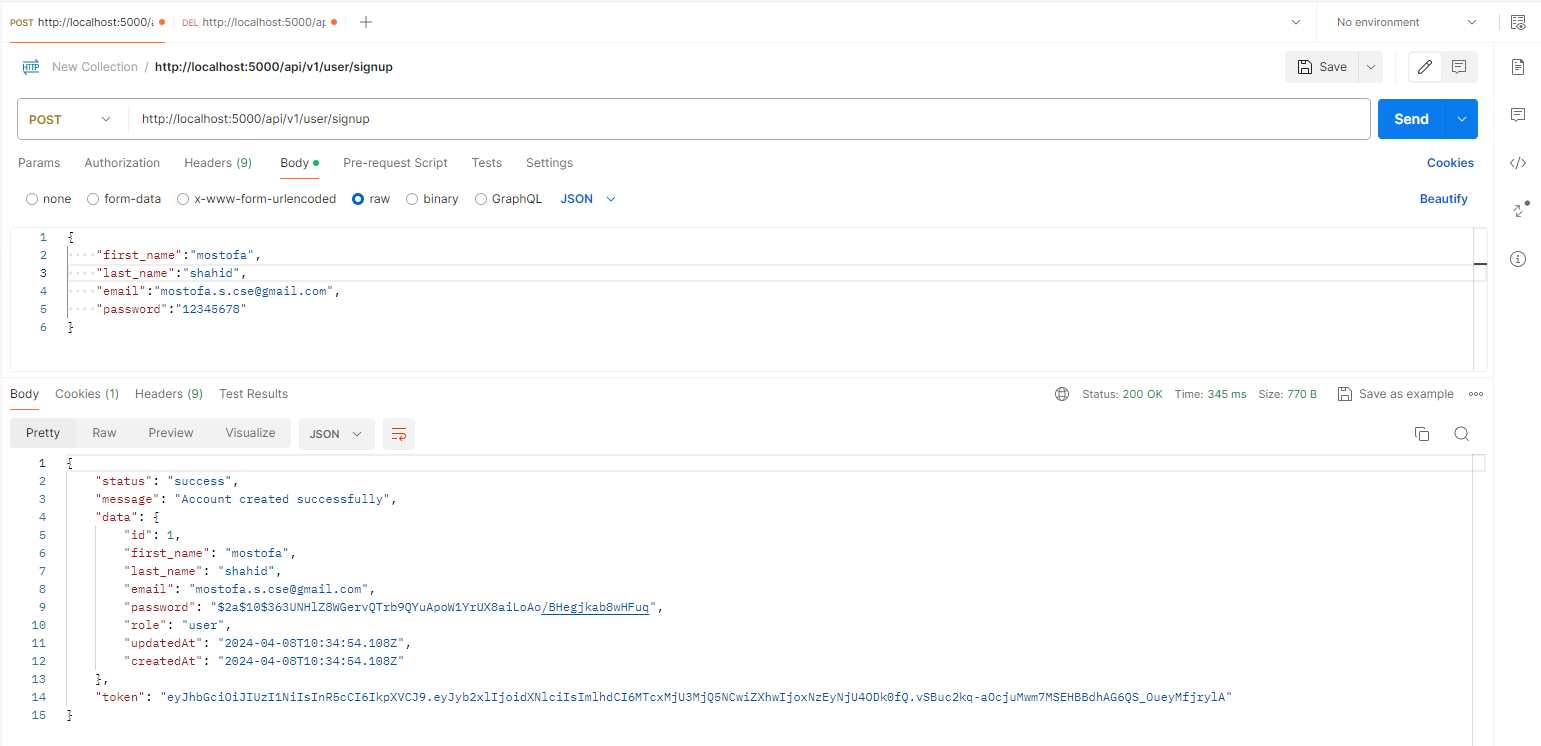 POST http://localhost:5000/a DEL http://localhost:5000/ap No environment
New Collection / http://localhost:5000/api/v1/user/signup Save
POST http://localhost:5000/api/v1/user/signup Send
Params Authorization Headers (9) Body Pre-request Script Tests Settings Cookies
none form-data x-www-form-urlencoded raw binary GraphQL JSON Beautify
1 {
2 "first_name":"mostofa",
3 "last_name":"shahid",
4 "email":"mostofa.s.cse@gmail.com",
5 "password":"12345678"
6 }
Body Cookies (1) Headers (9) Test Results Status: 200 OK Time: 345 ms Size: 770 B Save as example
Pretty Raw Preview Visualize JSON
1 {
2 "status": "success",
3 "message": "Account created successfully",
4 "data": {
5 "id": 1,
6 "first_name": "mostofa",
7 "last_name": "shahid",
8 "email": "mostofa.s.cse@gmail.com",
9 "password": "$2a$10$363UNHlZ8WGervQTrb9QYuApoW1YrUX8aiLoAo/BHegjkab8wHFuq",
10 "role": "user",
11 "updatedAt": "2024-04-08T10:34:54.108Z",
12 "createdAt": "2024-04-08T10:34:54.108Z"
13 },
14 "token": "eyJhbGciOiJIUzI1NiIsInR5cCI6IkpXVCJ9.eyJyb2xlIjoidXNlciIsImlhdCI6MTcxMjU3MjQ5NCwiZXhwIjoxNzEyNjU4ODk0fQ.vSBuc2kq-aOcjuMwm7MSEHBBdhAG6QS_OueyMfjrylA"
15 }